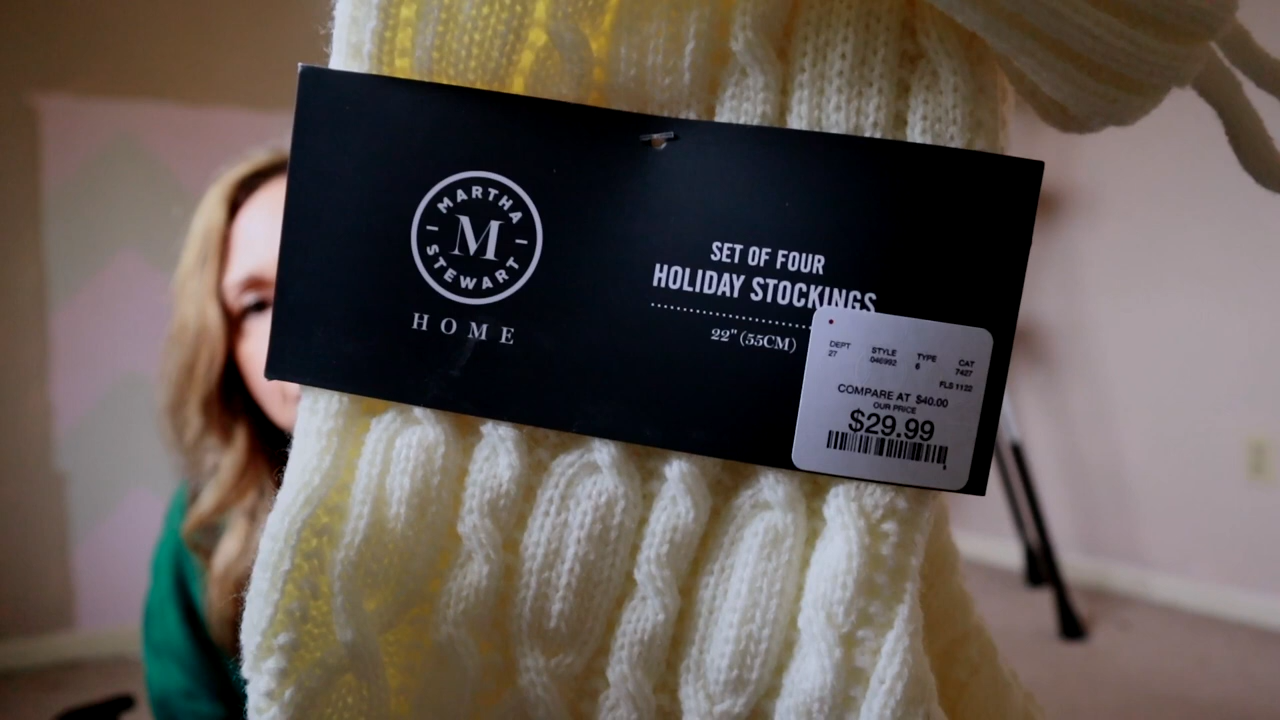 MARTHA
M
STEWART
HOME
SET OF FOUR
HOLIDAY STOCKINGS
22" (55CM)
DEPT STYLE TYPE CAT
27 046992 6 7427
FLS 1122
COMPARE AT $40.00
OUR PRICE
$29.99